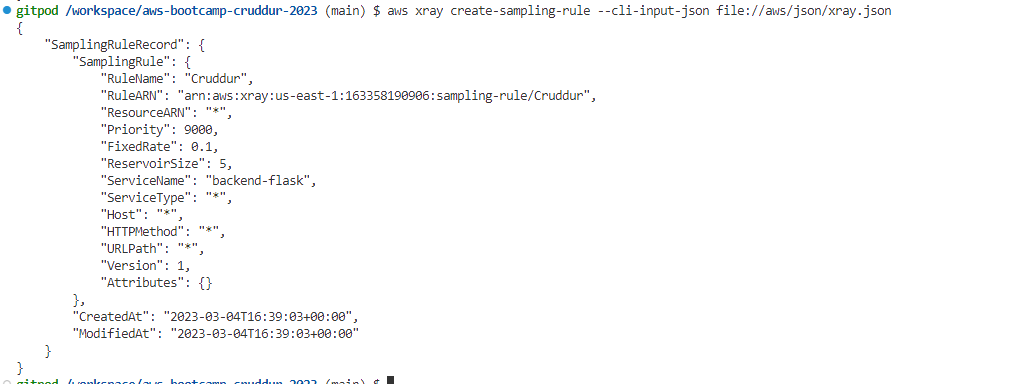 gitpod /workspace/aws-bootcamp-cruddur-2023 (main) $ aws xray create-sampling-rule --cli-input-json file://aws/json/xray.json
{
    "SamplingRuleRecord": {
        "SamplingRule": {
            "RuleName": "Cruddur",
            "RuleARN": "arn:aws:xray:us-east-1:163358190906:sampling-rule/Cruddur",
            "ResourceARN": "*",
            "Priority": 9000,
            "FixedRate": 0.1,
            "ReservoirSize": 5,
            "ServiceName": "backend-flask",
            "ServiceType": "*",
            "Host": "*",
            "HTTPMethod": "*",
            "URLPath": "*",
            "Version": 1,
            "Attributes": {}
        },
        "CreatedAt": "2023-03-04T16:39:03+00:00",
        "ModifiedAt": "2023-03-04T16:39:03+00:00"
    }
}
gitpod /workspace/aws-bootcamp-cruddur-2023 (main) $